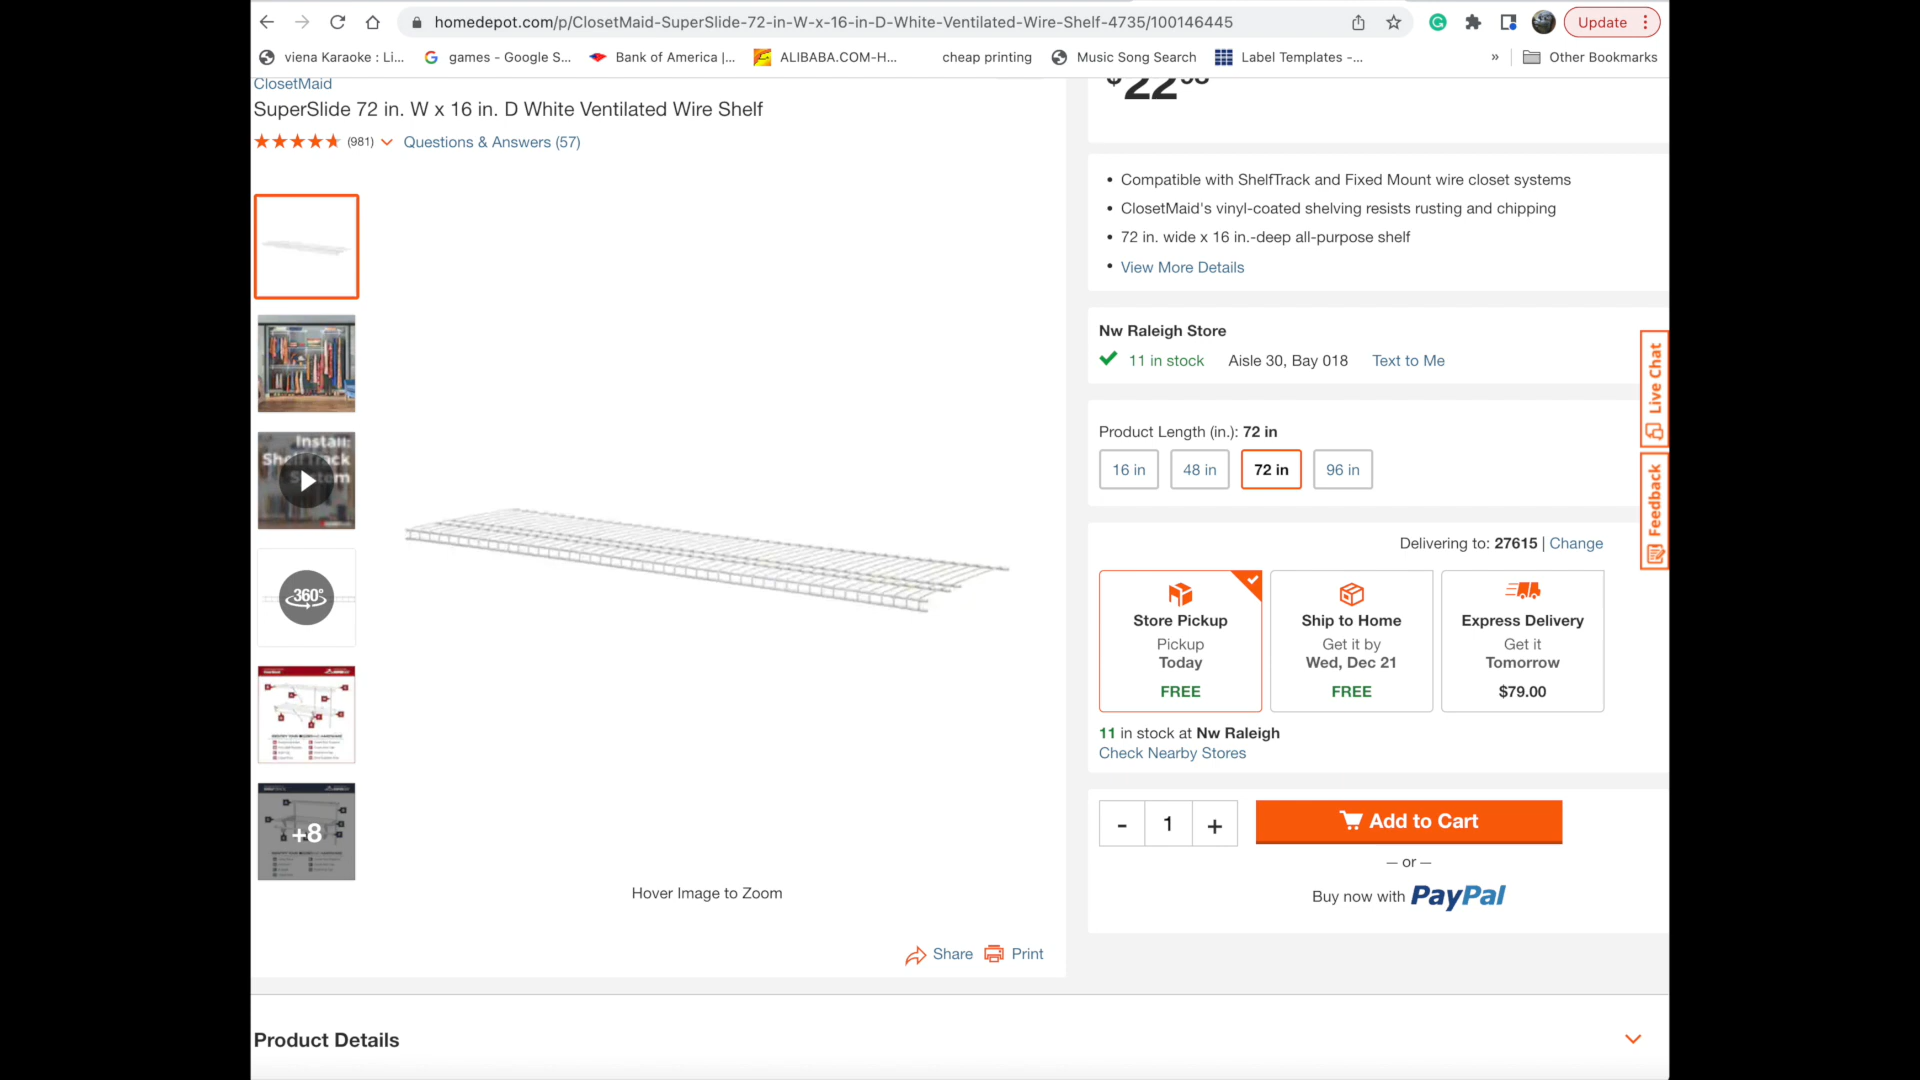 homedepot.com/p/ClosetMaid-SuperSlide-72-in-W-x-16-in-D-White-Ventilated-Wire-Shelf-4735/100146445
Update
viena Karaoke : Li...
games - Google S...
Bank of America |...
ALIBABA.COM-H...
cheap printing
Music Song Search
Label Templates -...
»
Other Bookmarks
ClosetMaid
SuperSlide 72 in. W x 16 in. D White Ventilated Wire Shelf
(981)
Questions & Answers (57)
Install:
ShelfTrack
System
360°
+8
Hover Image to Zoom
Share
Print
• Compatible with ShelfTrack and Fixed Mount wire closet systems
• ClosetMaid's vinyl-coated shelving resists rusting and chipping
• 72 in. wide x 16 in.-deep all-purpose shelf
• View More Details
Nw Raleigh Store
11 in stock Aisle 30, Bay 018 Text to Me
Product Length (in.): 72 in
16 in
48 in
72 in
96 in
Delivering to: 27615 | Change
Store Pickup
Pickup
Today
FREE
Ship to Home
Get it by
Wed, Dec 21
FREE
Express Delivery
Get it
Tomorrow
$79.00
11 in stock at Nw Raleigh
Check Nearby Stores
- 1 +
Add to Cart
— or —
Buy now with PayPal
Live Chat
Feedback
Product Details